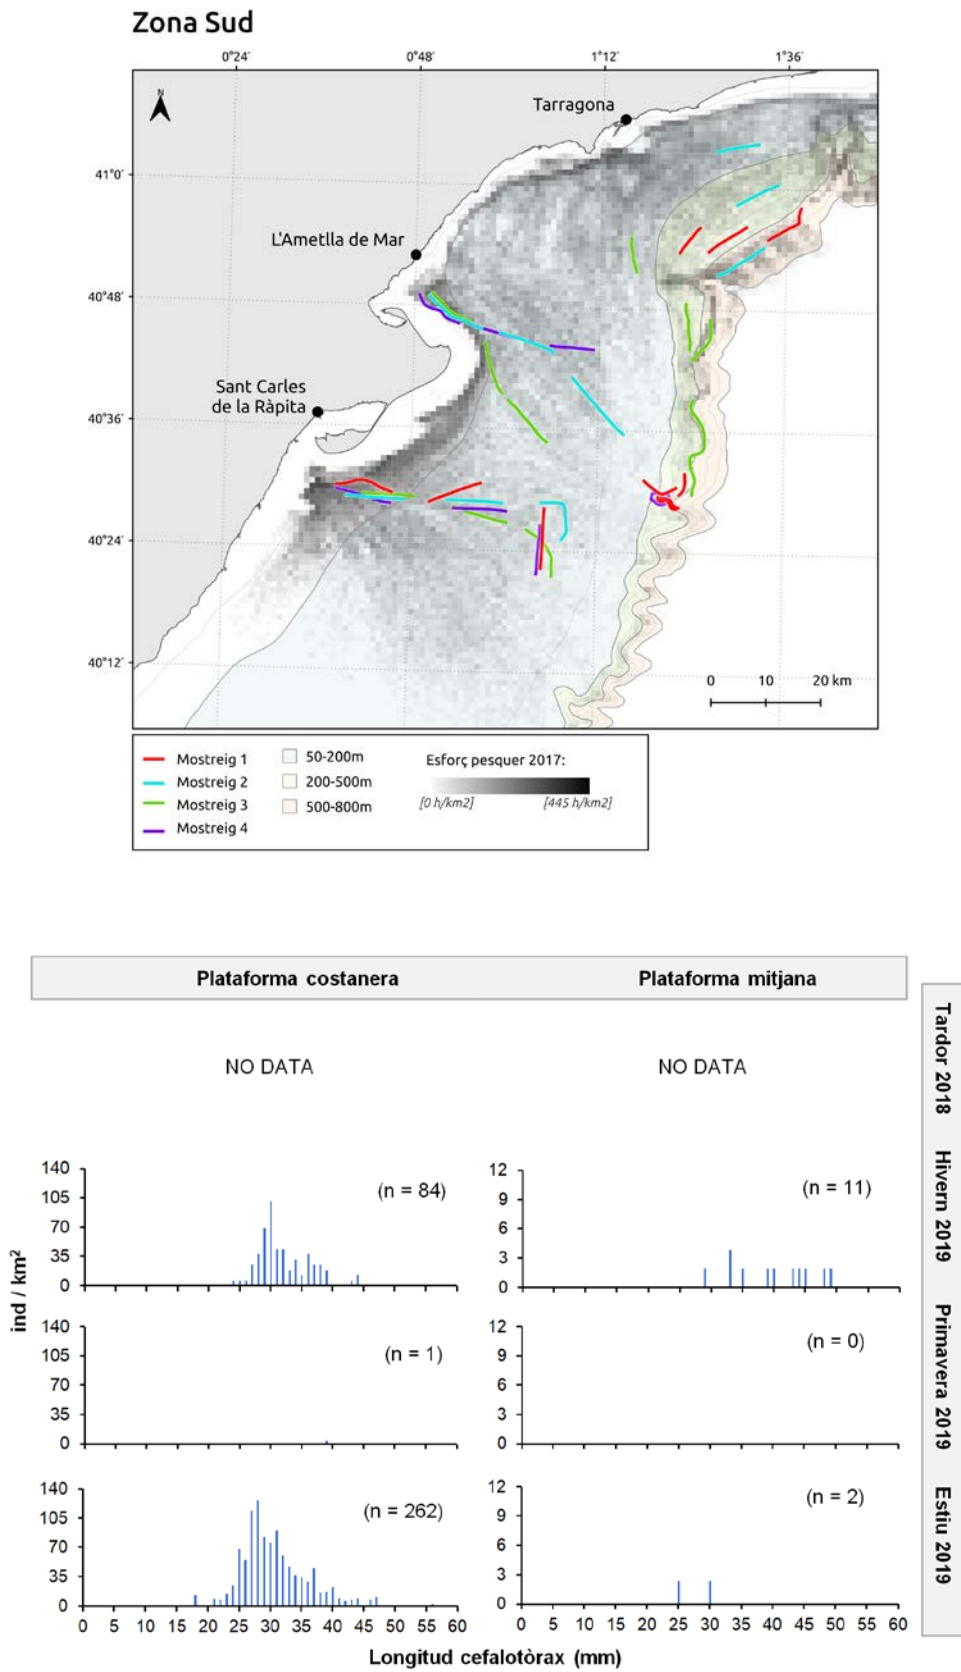 Zona Sud
0°24′ 0°48′ 1°12′ 1°36′
N
Tarragona
41°0′
L'Ametlla de Mar
40°48′
Sant Carles
de la Ràpita
40°36′
40°24′
40°12′
0 10 20 km
Mostreig 1
Mostreig 2
Mostreig 3
Mostreig 4
50-200m
200-500m
500-800m
Esforç pesquer 2017:
[0 h/km2] [445 h/km2]
Plataforma costanera Plataforma mitjana
Tardor 2018
NO DATA NO DATA
Hivern 2019
140
105
70
35
0
(n = 84)
12
9
6
3
0
(n = 11)
ind / km²
Primavera 2019
140
105
70
35
0
(n = 1)
12
9
6
3
0
(n = 0)
Estiu 2019
140
105
70
35
0
(n = 262)
12
9
6
3
0
(n = 2)
0 5 10 15 20 25 30 35 40 45 50 55 60
0 5 10 15 20 25 30 35 40 45 50 55 60
Longitud cefalotòrax (mm)